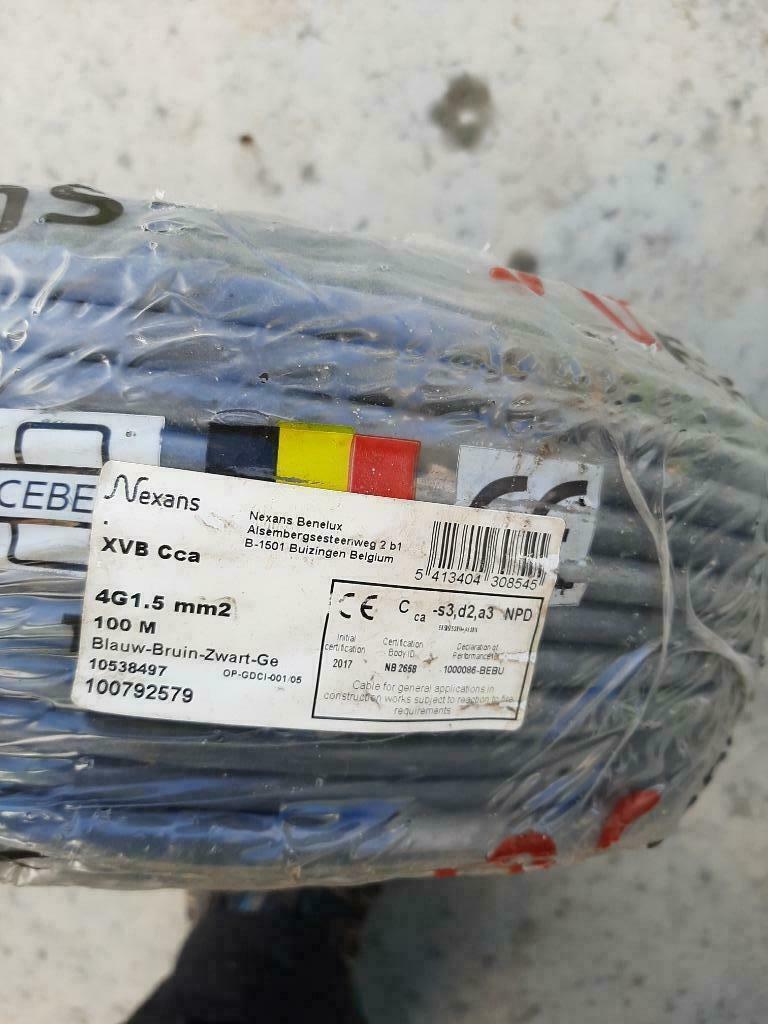 CEBE
Nexans
XVB Cca
4G1.5 mm2
100 M
Blauw-Bruin-Zwart-Ge
10538497
OP-GDCI-001/05
100792579
Nexans Benelux
Alsembergsesteenweg 2 b1
B-1501 Buizingen Belgium
5 413404 308545
CE
C ca -s3,d2,a3 NPD
Initial certification
2017
Certification Body ID
NB 2658
Declaration of Performance
1000086-BEBU
Cable for general applications in
construction works subject to reaction to fire
requirements
CE